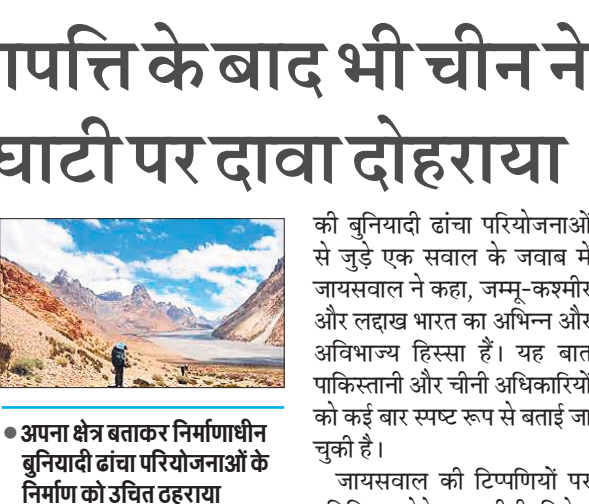 के बाद भी चीन ने
पर दावा दोहराया
अपना क्षेत्र बताकर निर्माणाधीन
बुनियादी ढांचा परियोजनाओं के
निर्माण को उचित ठहराया
की बुनियादी ढांचा परियोजनाओं
से जुड़े एक सवाल के जवाब में
जायसवाल ने कहा, जम्मू-कश्मीर
और लद्दाख भारत का अभिन्न और
अविभाज्य हिस्सा हैं। यह बात
पाकिस्तानी और चीनी अधिकारियों
को कई बार स्पष्ट रूप से बताई जा
चुकी है।
जायसवाल की टिप्पणियों पर